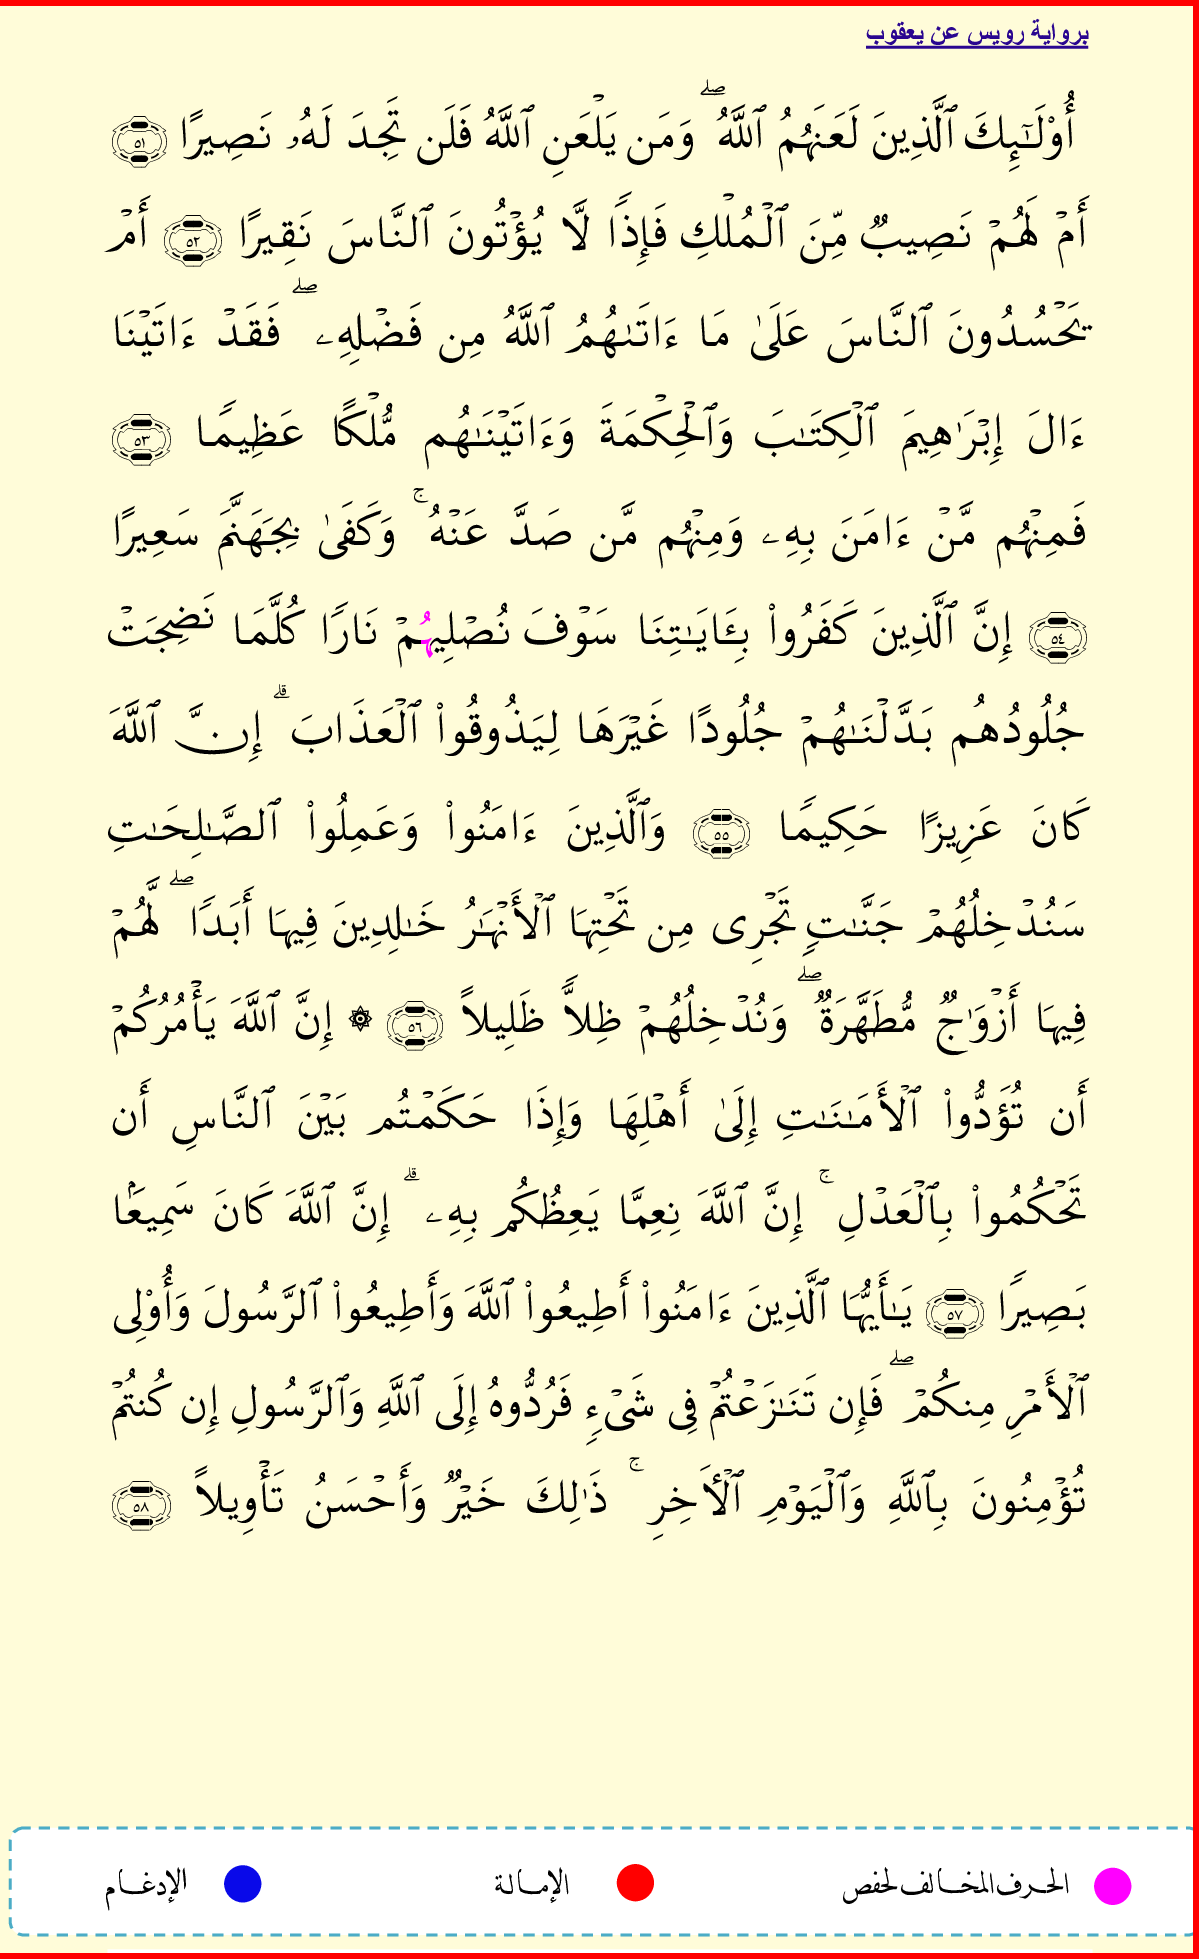 برواية رويس عن يعقوب
أُوْلَٰٓئِكَ ٱلَّذِينَ لَعَنَهُمُ ٱللَّهُۖ وَمَن يَلۡعَنِ ٱللَّهُ فَلَن تَجِدَ لَهُۥ نَصِيرًا ٥١
أَمۡ لَهُمۡ نَصِيبٞ مِّنَ ٱلۡمُلۡكِ فَإِذٗا لَّا يُؤۡتُونَ ٱلنَّاسَ نَقِيرًا ٥٢ أَمۡ
يَحۡسُدُونَ ٱلنَّاسَ عَلَىٰ مَا ءَاتَىٰهُمُ ٱللَّهُ مِن فَضۡلِهِۦۖ فَقَدۡ ءَاتَيۡنَا
ءَالَ إِبۡرَٰهِيمَ ٱلۡكِتَٰبَ وَٱلۡحِكۡمَةَ وَءَاتَيۡنَٰهُم مُّلۡكًا عَظِيمٗا ٥٣
فَمِنۡهُم مَّنۡ ءَامَنَ بِهِۦ وَمِنۡهُم مَّن صَدَّ عَنۡهُۚ وَكَفَىٰ بِجَهَنَّمَ سَعِيرًا
٥٤ إِنَّ ٱلَّذِينَ كَفَرُواْ بِـَٔايَٰتِنَا سَوۡفَ نُصۡلِيهُمۡ نَارٗا كُلَّمَا نَضِجَتۡ
جُلُودُهُم بَدَّلۡنَٰهُمۡ جُلُودًا غَيۡرَهَا لِيَذُوقُواْ ٱلۡعَذَابَۗ إِنَّ ٱللَّهَ
كَانَ عَزِيزًا حَكِيمٗا ٥٥ وَٱلَّذِينَ ءَامَنُواْ وَعَمِلُواْ ٱلصَّٰلِحَٰتِ
سَنُدۡخِلُهُمۡ جَنَّٰتٖ تَجۡرِي مِن تَحۡتِهَا ٱلۡأَنۡهَٰرُ خَٰلِدِينَ فِيهَا أَبَدٗاۖ لَّهُمۡ
فِيهَا أَزۡوَٰجٞ مُّطَهَّرَةٞۖ وَنُدۡخِلُهُمۡ ظِلّٗا ظَلِيلًا ٥٦ ۞ إِنَّ ٱللَّهَ يَأۡمُرُكُمۡ
أَن تُؤَدُّواْ ٱلۡأَمَٰنَٰتِ إِلَىٰ أَهۡلِهَا وَإِذَا حَكَمۡتُم بَيۡنَ ٱلنَّاسِ أَن
تَحۡكُمُواْ بِٱلۡعَدۡلِۚ إِنَّ ٱللَّهَ نِعِمَّا يَعِظُكُم بِهِۦۗ إِنَّ ٱللَّهَ كَانَ سَمِيعَۢا
بَصِيرٗا ٥٧ يَٰٓأَيُّهَا ٱلَّذِينَ ءَامَنُواْ أَطِيعُواْ ٱللَّهَ وَأَطِيعُواْ ٱلرَّسُولَ وَأُوْلِي
ٱلۡأَمۡرِ مِنكُمۡۖ فَإِن تَنَٰزَعۡتُمۡ فِي شَيۡءٖ فَرُدُّوهُ إِلَى ٱللَّهِ وَٱلرَّسُولِ إِن كُنتُمۡ
تُؤۡمِنُونَ بِٱللَّهِ وَٱلۡيَوۡمِ ٱلۡأٓخِرِۚ ذَٰلِكَ خَيۡرٞ وَأَحۡسَنُ تَأۡوِيلًا ٥٨
الحرف المخالف لحفص الإمالة الإدغام